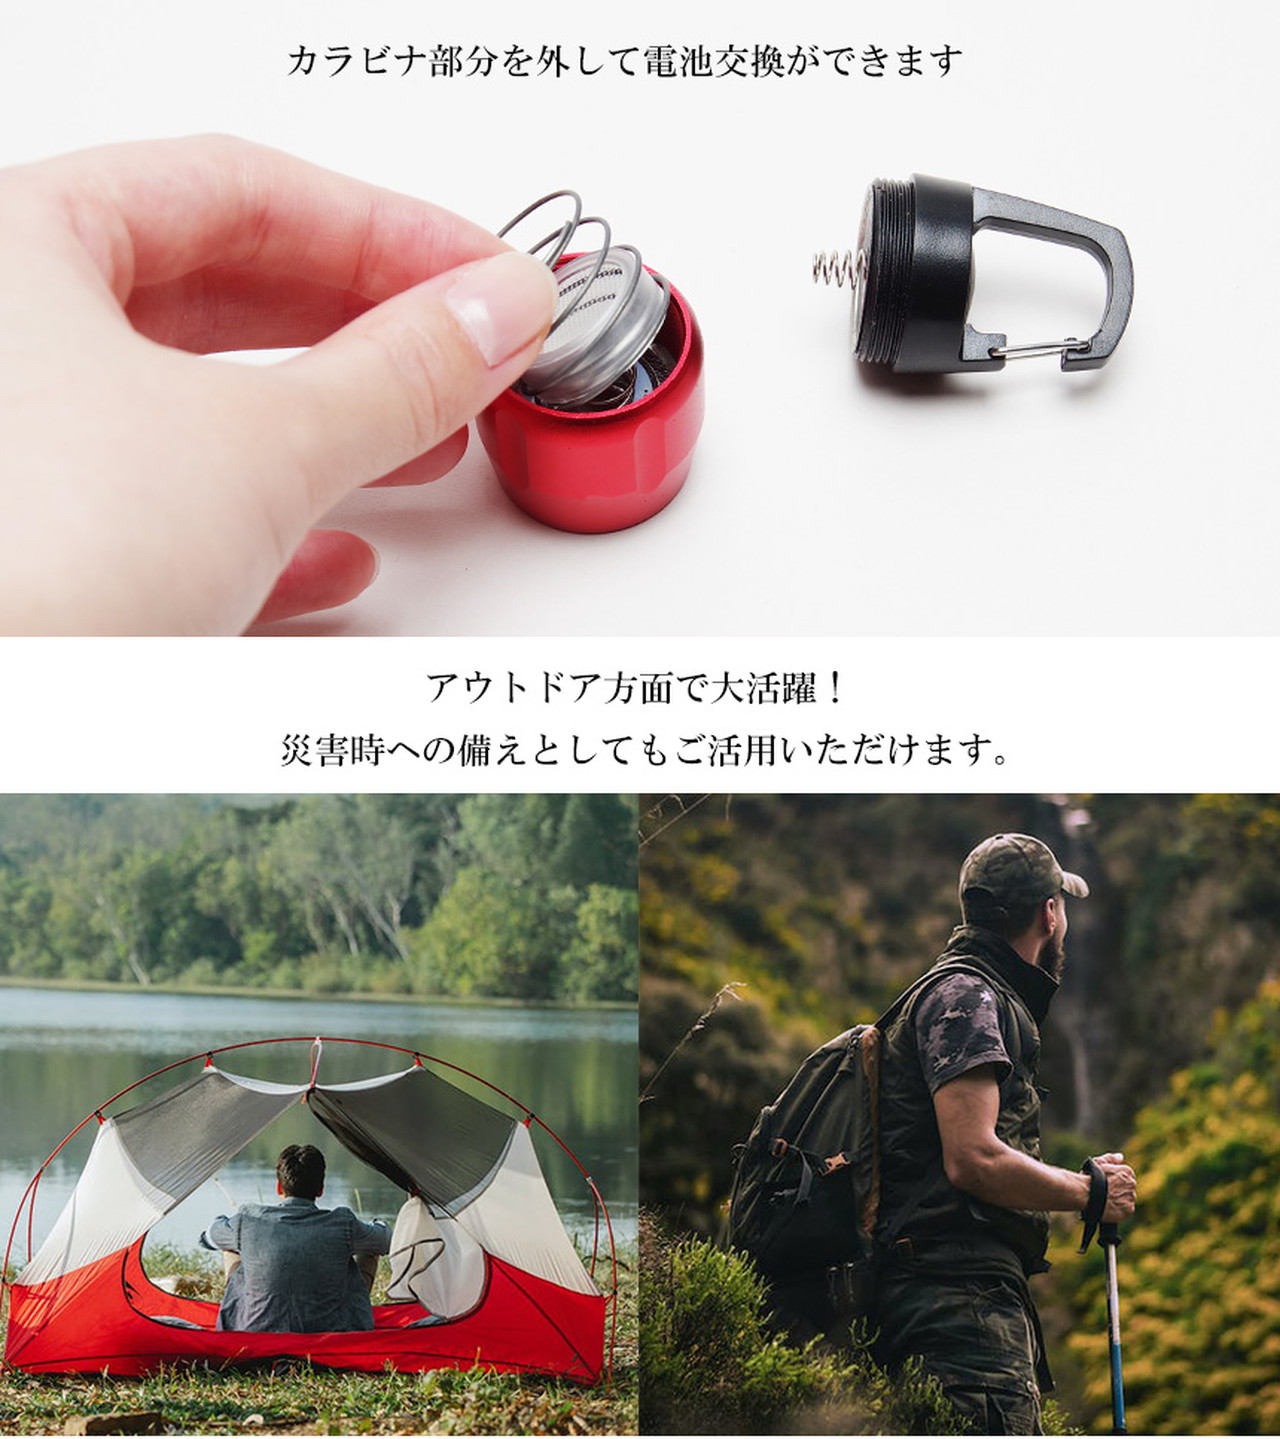 カラビナ部分を外して電池交換ができます
アウトドア方面で大活躍！
災害時への備えとしてもご活用いただけます。